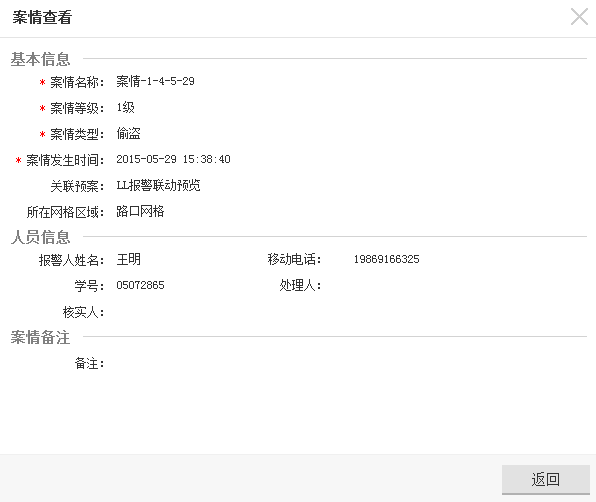 案情查看
基本信息
* 案情名称： 案情-1-4-5-29
* 案情等级： 1级
* 案情类型： 偷盗
* 案情发生时间： 2015-05-29 15:38:40
关联预案： LL报警联动预览
所在网格区域： 路口网格
人员信息
报警人姓名： 王明 移动电话： 19869166325
学号： 05072865 处理人：
核实人：
案情备注
备注：
返回